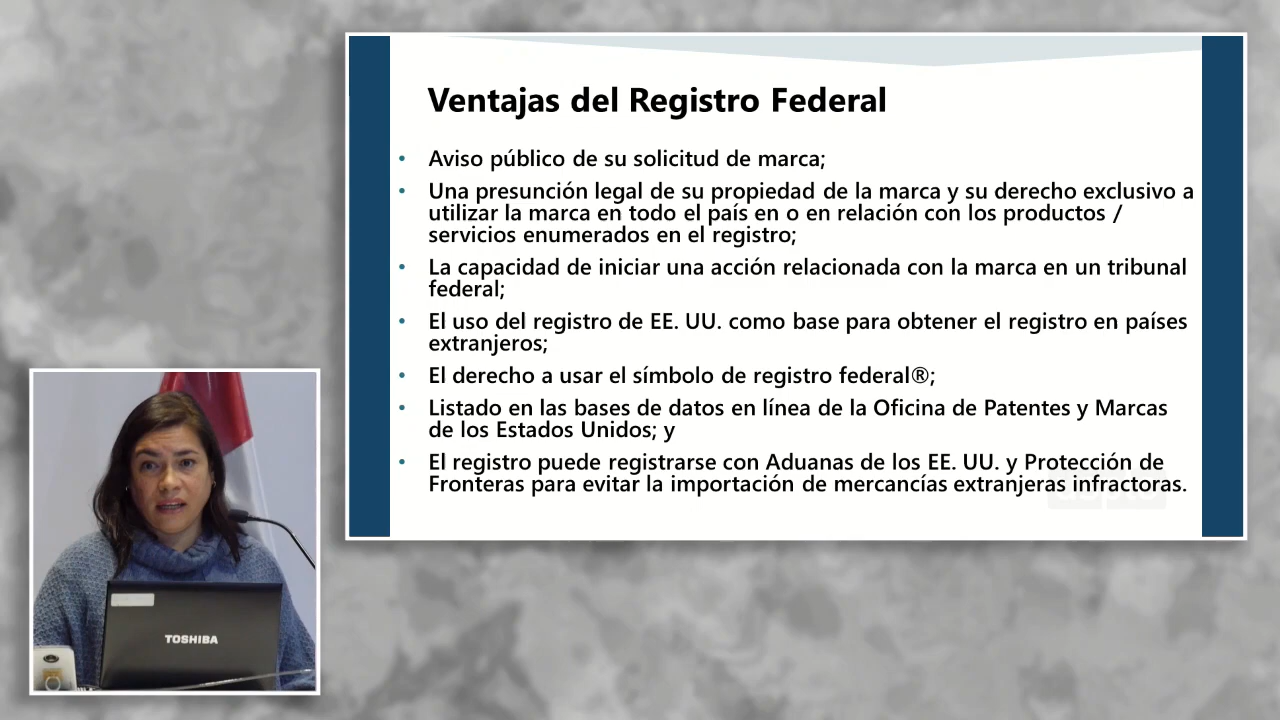 Ventajas del Registro Federal
• Aviso público de su solicitud de marca;
• Una presunción legal de su propiedad de la marca y su derecho exclusivo a
utilizar la marca en todo el país en o en relación con los productos /
servicios enumerados en el registro;
• La capacidad de iniciar una acción relacionada con la marca en un tribunal
federal;
• El uso del registro de EE. UU. como base para obtener el registro en países
extranjeros;
• El derecho a usar el símbolo de registro federal®;
• Listado en las bases de datos en línea de la Oficina de Patentes y Marcas
de los Estados Unidos; y
• El registro puede registrarse con Aduanas de los EE. UU. y Protección de
Fronteras para evitar la importación de mercancías extranjeras infractoras.
TOSHIBA